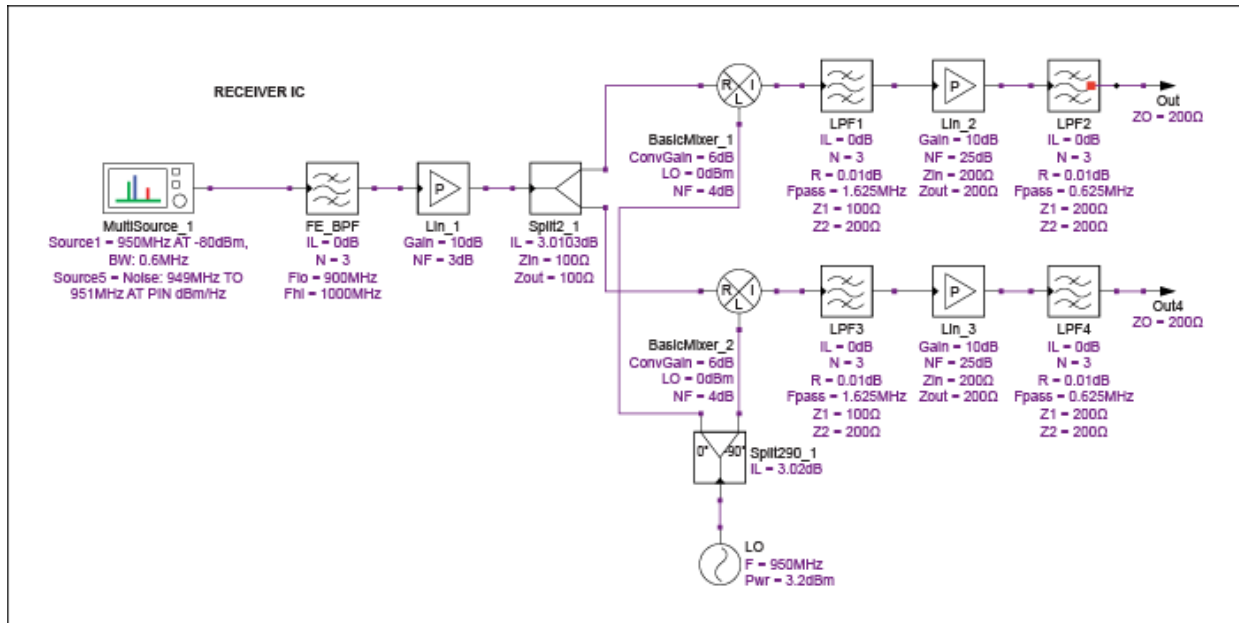 RECEIVER IC
MultiSource_1
Source1 = 950MHz AT -80dBm,
BW: 0.6MHz
Source5 = Noise: 949MHz TO
951MHz AT PIN dBm/Hz
FE_BPF
IL = 0dB
N = 3
Flo = 900MHz
Fhi = 1000MHz
P
Lin_1
Gain = 10dB
NF = 3dB
Split2_1
IL = 3.0103dB
Zin = 100Ω
Zout = 100Ω
R
I
L
BasicMixer_1
ConvGain = 6dB
LO = 0dBm
NF = 4dB
LPF1
IL = 0dB
N = 3
R = 0.01dB
Fpass = 1.625MHz
Z1 = 100Ω
Z2 = 200Ω
P
Lin_2
Gain = 10dB
NF = 25dB
Zin = 200Ω
Zout = 200Ω
LPF2
IL = 0dB
N = 3
R = 0.01dB
Fpass = 0.625MHz
Z1 = 200Ω
Z2 = 200Ω
Out
ZO = 200Ω
R
I
L
BasicMixer_2
ConvGain = 6dB
LO = 0dBm
NF = 4dB
LPF3
IL = 0dB
N = 3
R = 0.01dB
Fpass = 1.625MHz
Z1 = 100Ω
Z2 = 200Ω
P
Lin_3
Gain = 10dB
NF = 25dB
Zin = 200Ω
Zout = 200Ω
LPF4
IL = 0dB
N = 3
R = 0.01dB
Fpass = 0.625MHz
Z1 = 200Ω
Z2 = 200Ω
Out4
ZO = 200Ω
0° -90°
Split290_1
IL = 3.02dB
LO
F = 950MHz
Pwr = 3.2dBm